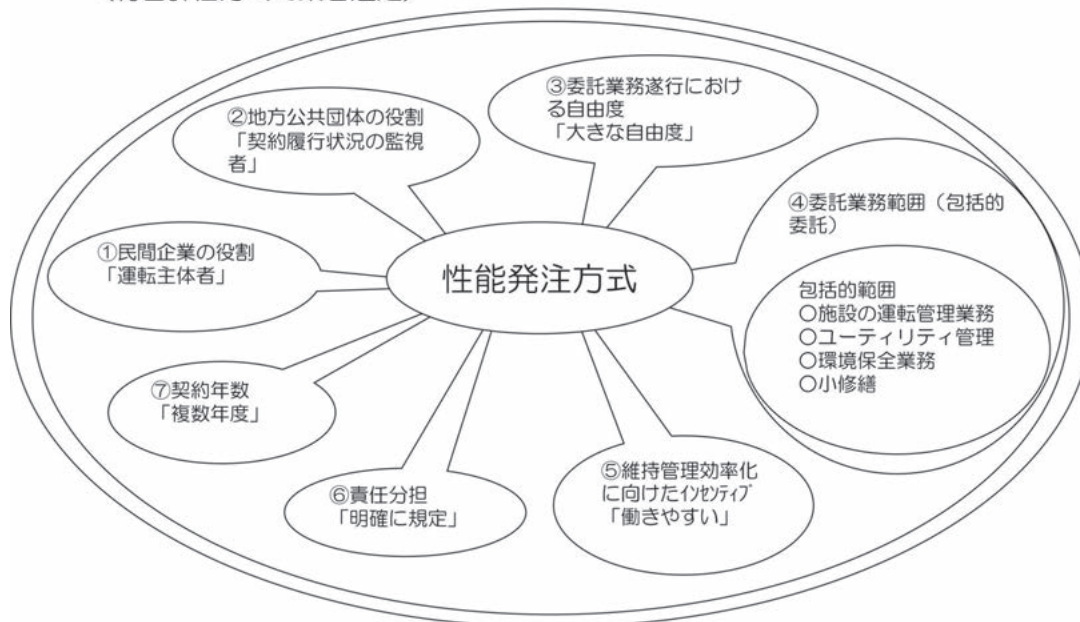 性能発注方式
①民間企業の役割
「運転主体者」
②地方公共団体の役割
「契約履行状況の監視
者」
③委託業務遂行におけ
る自由度
「大きな自由度」
④委託業務範囲（包括的
委託）
包括的範囲
○施設の運転管理業務
○ユーティリティ管理
○環境保全業務
○小修繕
⑤維持管理効率化
に向けたｲﾝｾﾝﾃｨﾌﾞ
「働きやすい」
⑥責任分担
「明確に規定」
⑦契約年数
「複数年度」